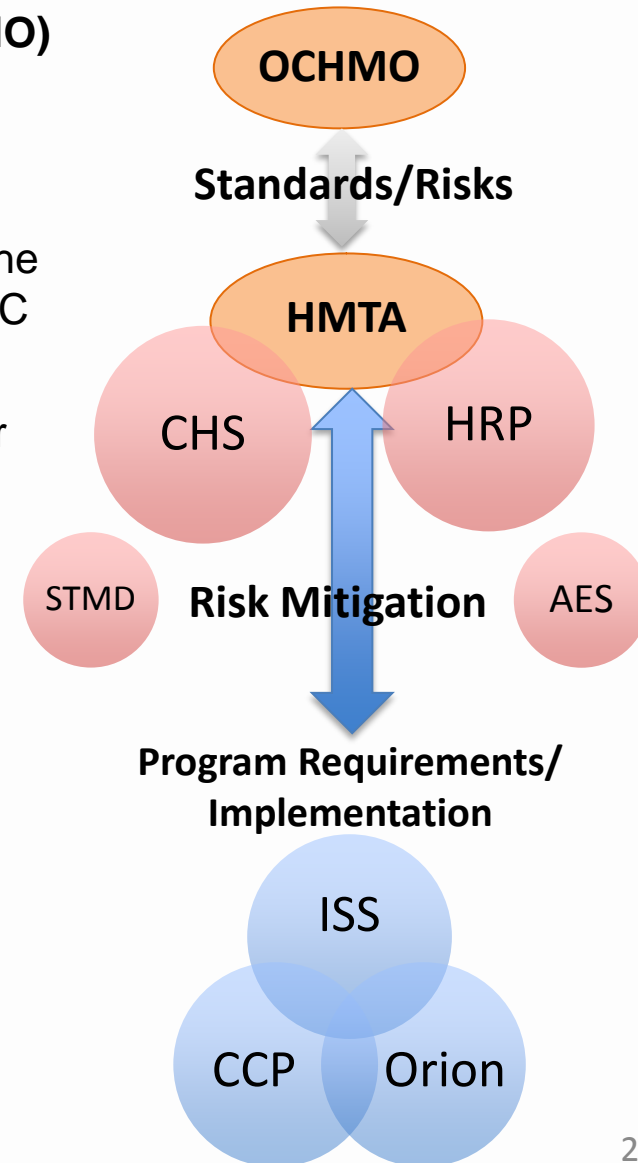 IO)
ne
C
r
OCHMO
Standards/Risks
HMTA
CHS
HRP
STMD
Risk Mitigation
AES
Program Requirements/
Implementation
ISS
CCP
Orion
2